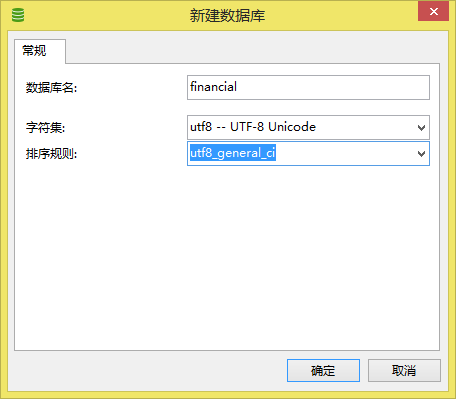 新建数据库
常规
数据库名:
financial
字符集:
utf8 -- UTF-8 Unicode
排序规则:
utf8_general_ci
确定
取消